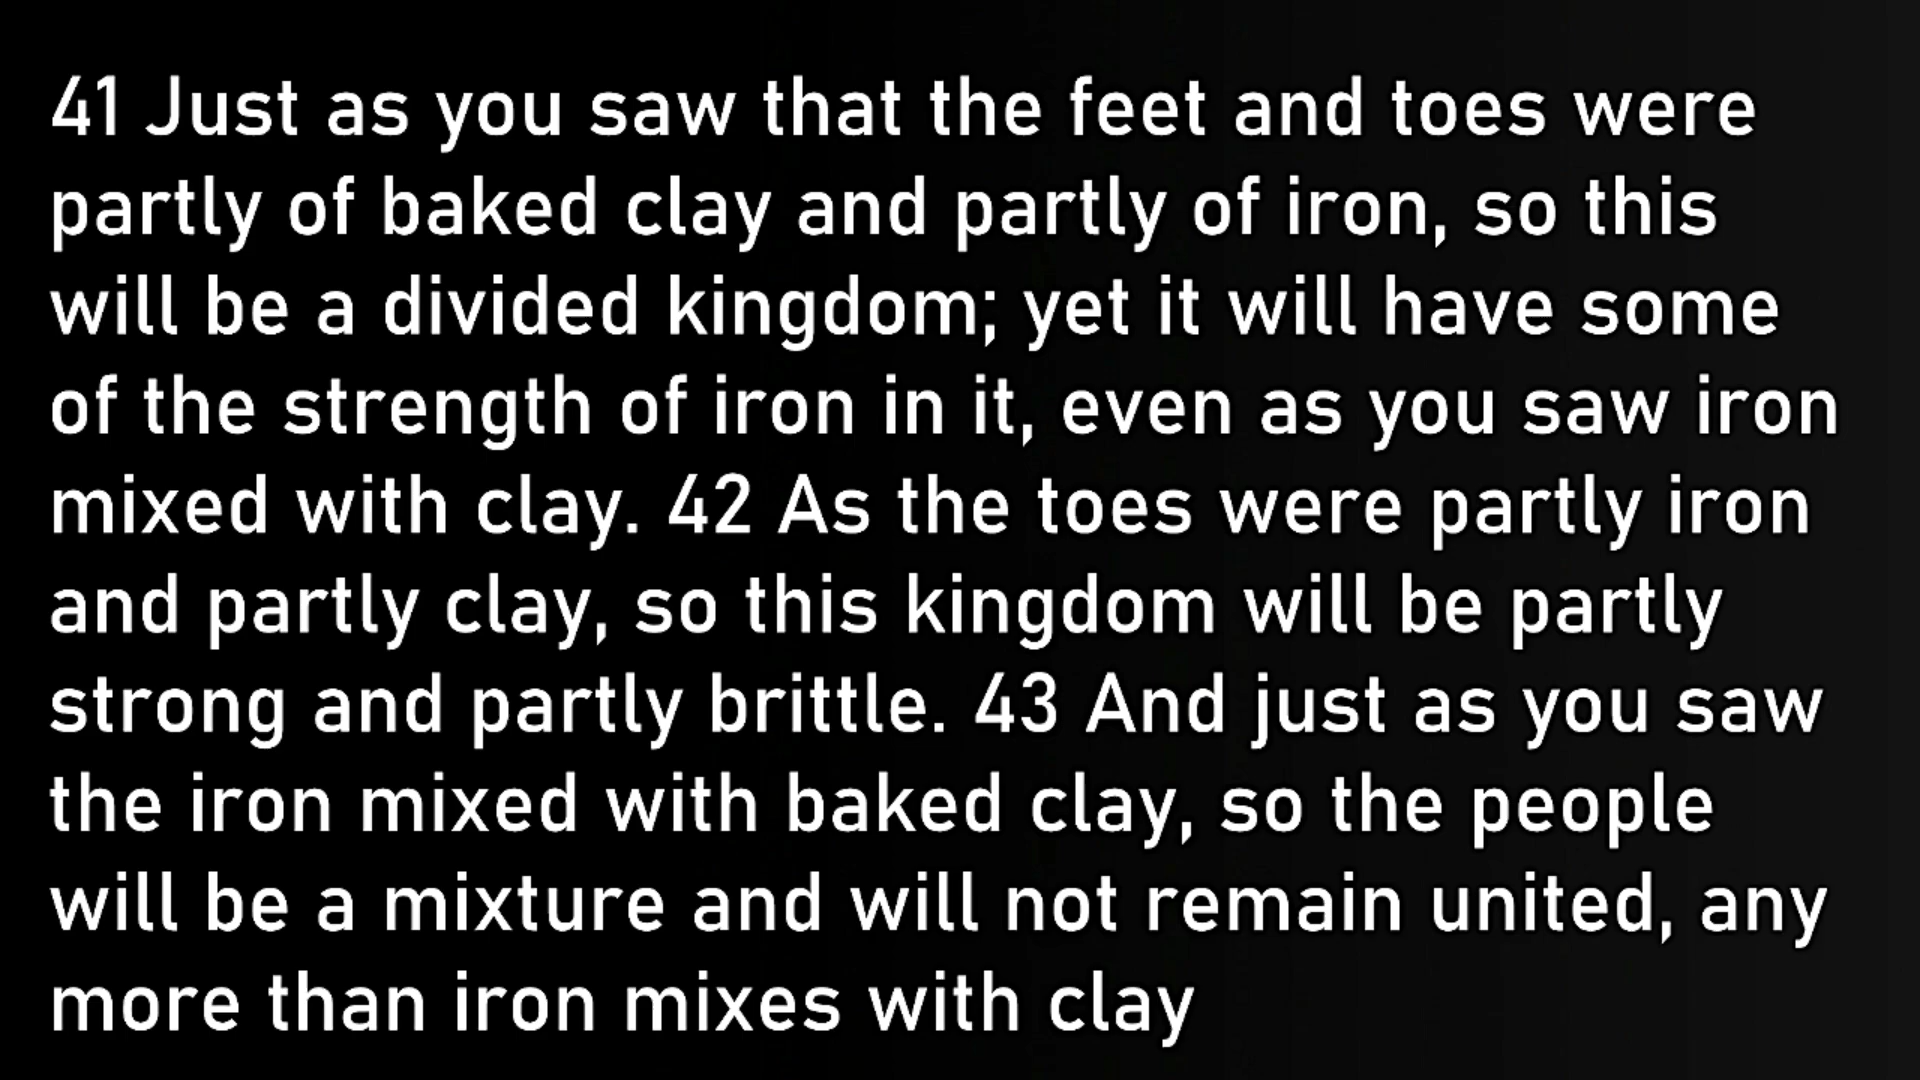 41 Just as you saw that the feet and toes were
partly of baked clay and partly of iron, so this
will be a divided kingdom; yet it will have some
of the strength of iron in it, even as you saw iron
mixed with clay. 42 As the toes were partly iron
and partly clay, so this kingdom will be partly
strong and partly brittle. 43 And just as you saw
the iron mixed with baked clay, so the people
will be a mixture and will not remain united, any
more than iron mixes with clay